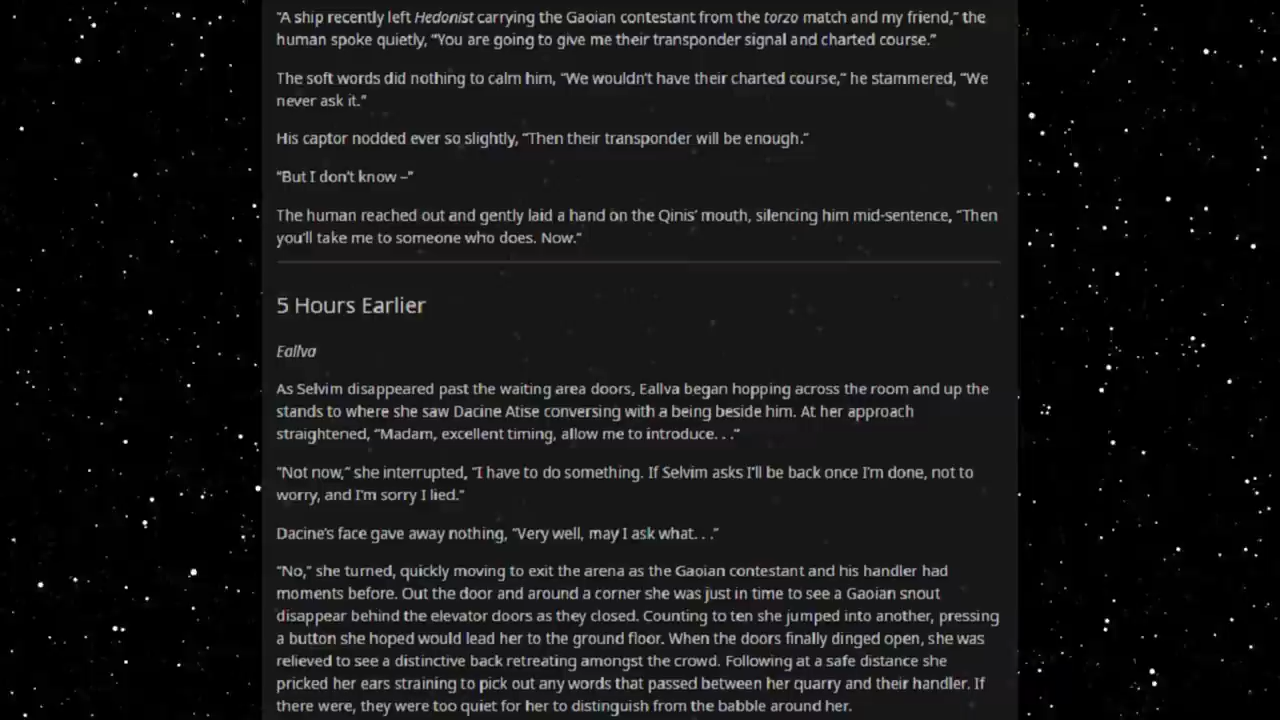 “A ship recently left Hedonist carrying the Gaoian contestant from the torzo match and my friend,” the
human spoke quietly, “You are going to give me their transponder signal and charted course.”
The soft words did nothing to calm him, “We wouldn’t have their charted course,” he stammered, “We
never ask it.”
His captor nodded ever so slightly, “Then their transponder will be enough.”
“But I don’t know –”
The human reached out and gently laid a hand on the Qinis’ mouth, silencing him mid-sentence, “Then
you’ll take me to someone who does. Now.”
5 Hours Earlier
Eallva
As Selvim disappeared past the waiting area doors, Eallva began hopping across the room and up the
stands to where she saw Dacine Atise conversing with a being beside him. At her approach
straightened, “Madam, excellent timing, allow me to introduce. . .”
“Not now,” she interrupted, “I have to do something. If Selvim asks I’ll be back once I’m done, not to
worry, and I’m sorry I lied.”
Dacine’s face gave away nothing, “Very well, may I ask what. . .”
“No,” she turned, quickly moving to exit the arena as the Gaoian contestant and his handler had
moments before. Out the door and around a corner she was just in time to see a Gaoian snout
disappear behind the elevator doors as they closed. Counting to ten she jumped into another, pressing
a button she hoped would lead her to the ground floor. When the doors finally dinged open, she was
relieved to see a distinctive back retreating amongst the crowd. Following at a safe distance she
pricked her ears straining to pick out any words that passed between her quarry and their handler. If
there were, they were too quiet for her to distinguish from the babble around her.